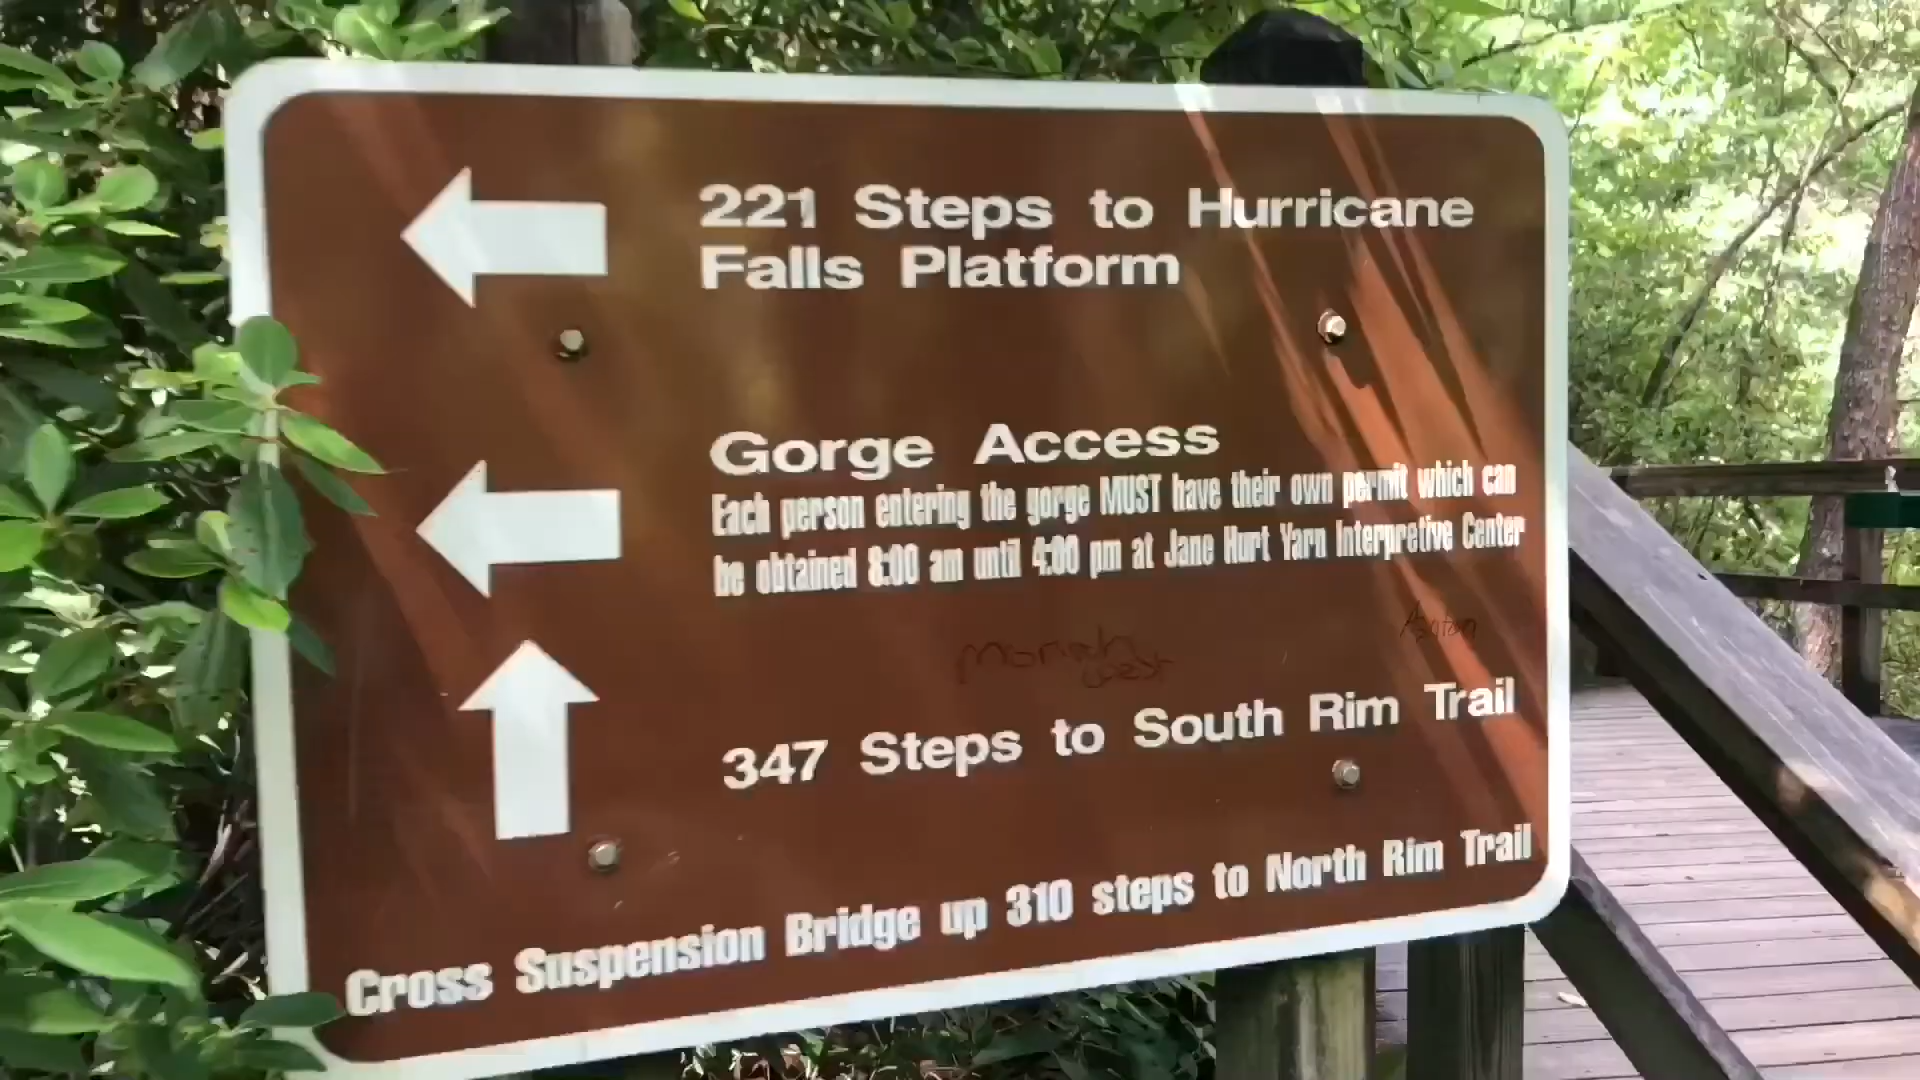 221 Steps to Hurricane
Falls Platform
Gorge Access
Each person entering the gorge MUST have their own permit which can
be obtained 8:00 am until 4:00 pm at Jane Hurt Yarn Interpretive Center
347 Steps to South Rim Trail
Cross Suspension Bridge up 310 steps to North Rim Trail